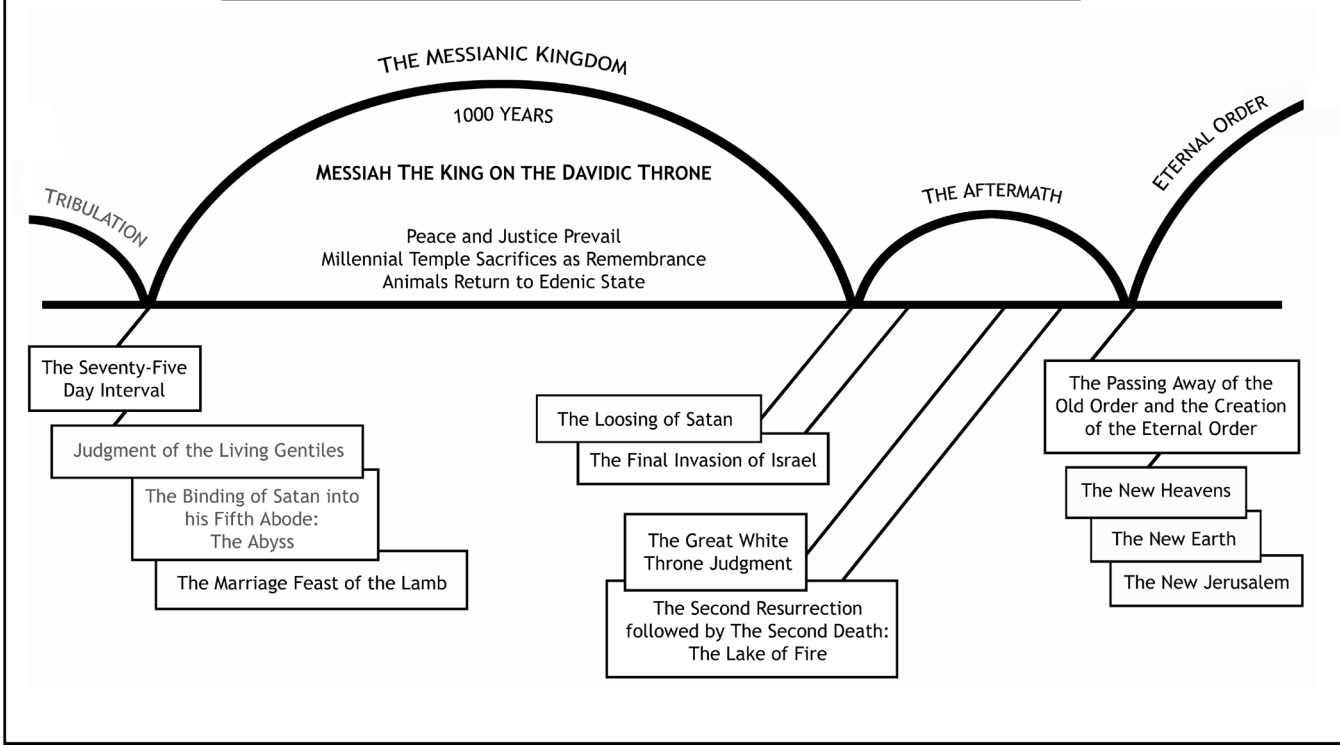 THE MESSIANIC KINGDOM
1000 YEARS
MESSIAH THE KING ON THE DAVIDIC THRONE
Peace and Justice Prevail
Millennial Temple Sacrifices as Remembrance
Animals Return to Edenic State
TRIBULATION
THE AFTERMATH
ETERNAL ORDER
The Seventy-Five
Day Interval
Judgment of the Living Gentiles
The Binding of Satan into
his Fifth Abode:
The Abyss
The Marriage Feast of the Lamb
The Loosing of Satan
The Final Invasion of Israel
The Great White
Throne Judgment
The Second Resurrection
followed by The Second Death:
The Lake of Fire
The Passing Away of the
Old Order and the Creation
of the Eternal Order
The New Heavens
The New Earth
The New Jerusalem